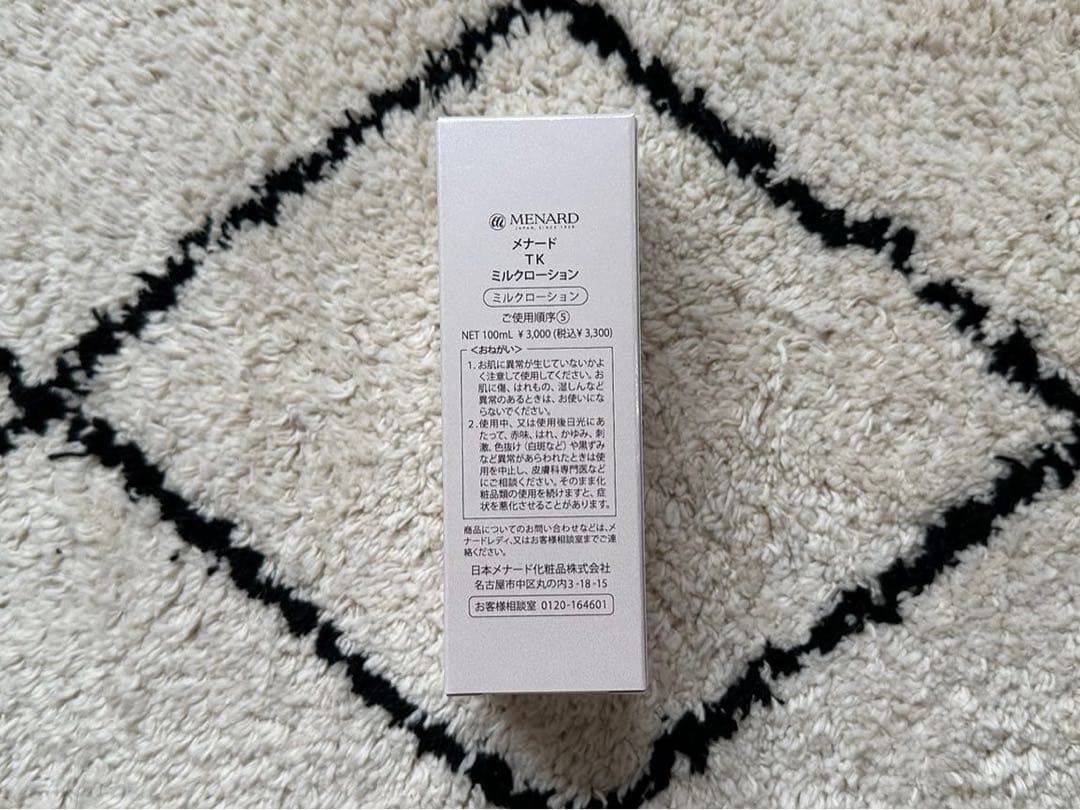 MENARD
JAPAN, SINCE 1959
メナード
TK
ミルクローション
ミルクローション
ご使用順序⑤
NET 100mL ¥3,000(税込¥3,300)
<おねがい>
1.お肌に異常が生じていないかよ
く注意して使用してください。お
肌に傷、はれもの、湿しんなど
異常のあるときは、お使いにな
らないでください。
2.使用中、又は使用後日光にあ
たって、赤味、はれ、かゆみ、刺
激、色抜け(白斑など)や黒ずみ
など異常があらわれたときは使
用を中止し、皮膚科専門医など
にご相談ください。そのまま化
粧品類の使用を続けますと、症
状を悪化させることがあります。
商品についてのお問い合わせなどは、メ
ナードレディ、又はお客様相談室までご連
絡ください。
日本メナード化粧品株式会社
名古屋市中区丸の内3-18-15
お客様相談室 0120-164601